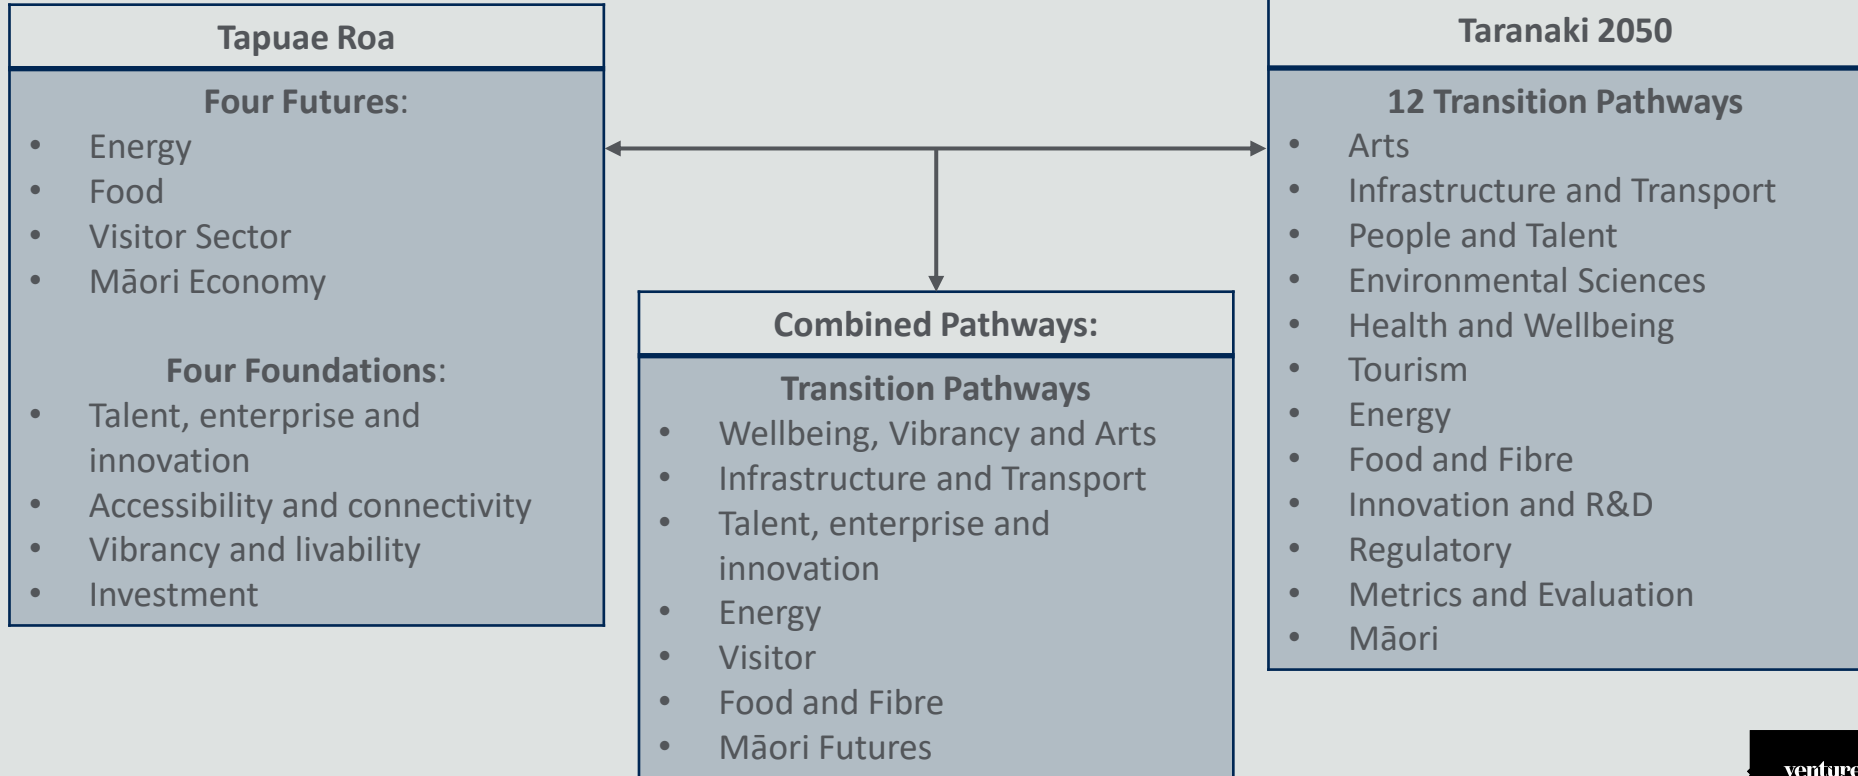 Tapuae Roa
Four Futures:
• Energy
• Food
• Visitor Sector
• Māori Economy
Four Foundations:
• Talent, enterprise and
innovation
• Accessibility and connectivity
• Vibrancy and livability
• Investment
Combined Pathways:
Transition Pathways
• Wellbeing, Vibrancy and Arts
• Infrastructure and Transport
• Talent, enterprise and
innovation
• Energy
• Visitor
• Food and Fibre
• Māori Futures
Taranaki 2050
12 Transition Pathways
• Arts
• Infrastructure and Transport
• People and Talent
• Environmental Sciences
• Health and Wellbeing
• Tourism
• Energy
• Food and Fibre
• Innovation and R&D
• Regulatory
• Metrics and Evaluation
• Māori
venture